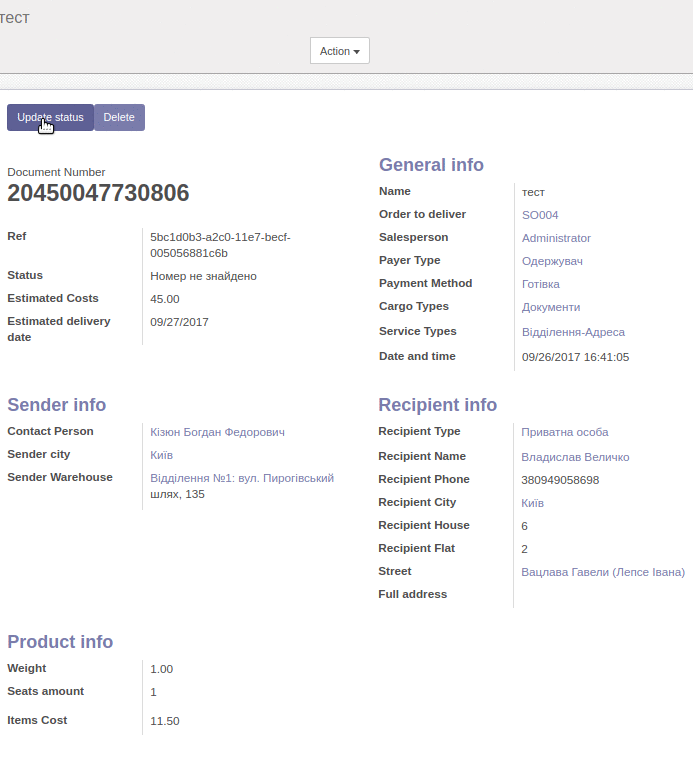 тест
Action
Update status Delete
Document Number
20450047730806
Ref 5bc1d0b3-a2c0-11e7-becf-
005056881c6b
Status Номер не знайдено
Estimated Costs 45.00
Estimated delivery 09/27/2017
date
General info
Name тест
Order to deliver SO004
Salesperson Administrator
Payer Type Одержувач
Payment Method Готівка
Cargo Types Документи
Service Types Відділення-Адреса
Date and time 09/26/2017 16:41:05
Sender info
Contact Person Кізюн Богдан Федорович
Sender city Київ
Sender Warehouse Відділення №1: вул. Пирогівський
шлях, 135
Recipient info
Recipient Type Приватна особа
Recipient Name Владислав Величко
Recipient Phone 380949058698
Recipient City Київ
Recipient House 6
Recipient Flat 2
Street Вацлава Гавели (Лепсе Івана)
Full address
Product info
Weight 1.00
Seats amount 1
Items Cost 11.50